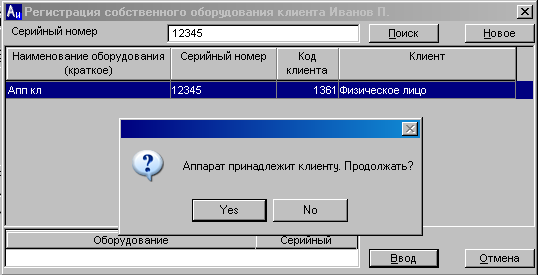 Аи Регистрация собственного оборудования клиента Иванов П.
Серийный номер 12345 Поиск Новое
Наименование оборудования (краткое) Серийный номер Код клиента Клиент
Апп кл 12345 1361 Физическое лицо
Аппарат принадлежит клиенту. Продолжать?
Yes No
Оборудование Серийный
Ввод Отмена